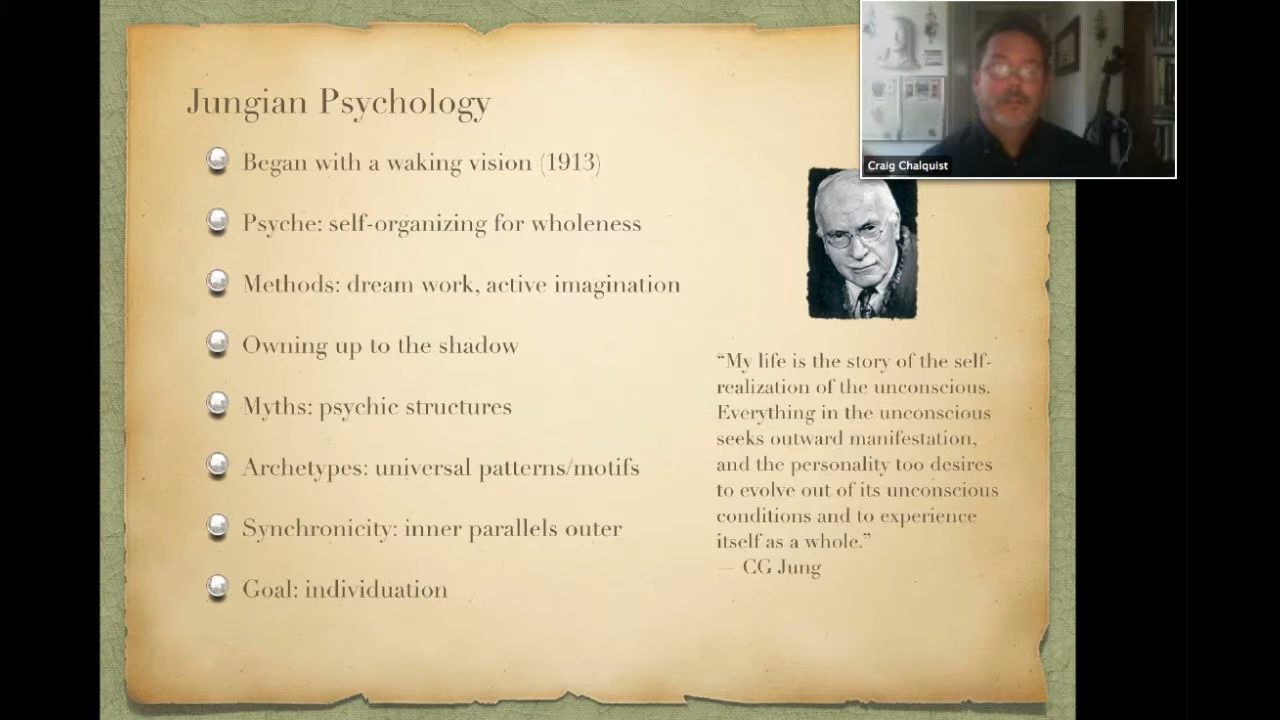 Jungian Psychology
Began with a waking vision (1913)
Psyche: self-organizing for wholeness
Methods: dream work, active imagination
Owning up to the shadow
Myths: psychic structures
Archetypes: universal patterns/motifs
Synchronicity: inner parallels outer
Goal: individuation
Craig Chalquist
“My life is the story of the self-
realization of the unconscious.
Everything in the unconscious
seeks outward manifestation,
and the personality too desires
to evolve out of its unconscious
conditions and to experience
itself as a whole.”
— CG Jung